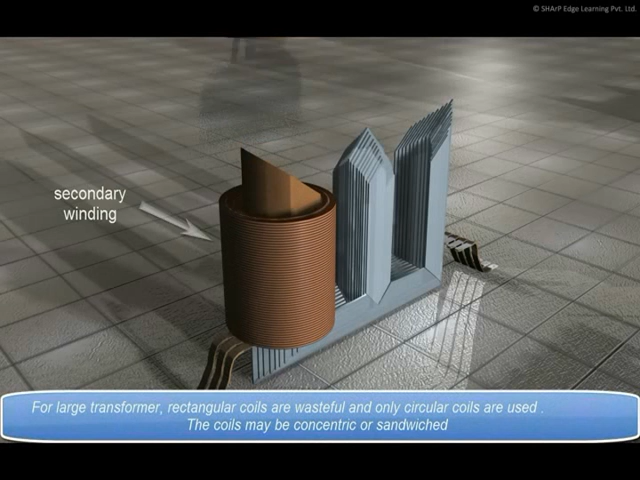 © SHArP Edge Learning Pvt. Ltd.
secondary
winding
For large transformer, rectangular coils are wasteful and only circular coils are used .
The coils may be concentric or sandwiched